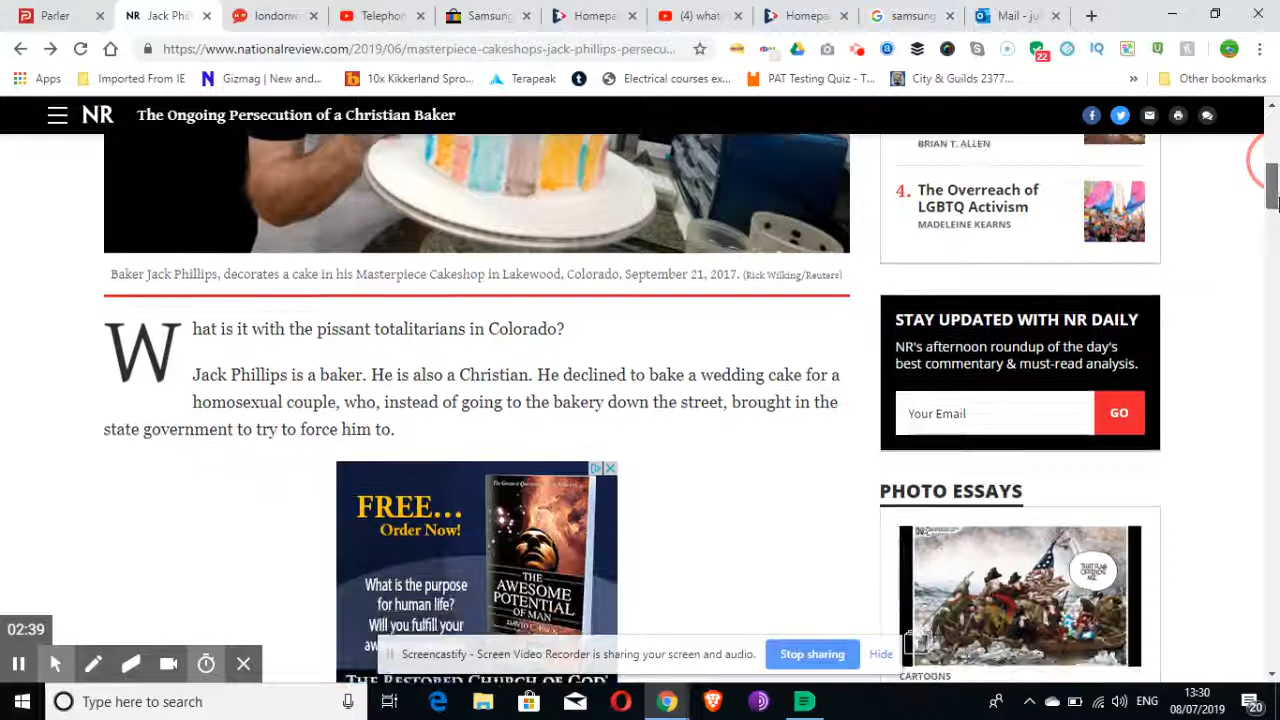 Parler
NR Jack Phil
londonw
Telepho
Samsung
Homepa
(4) what
Homepa
samsung
Mail - ju
https://www.nationalreview.com/2019/06/masterpiece-cakeshops-jack-phillips-persecu...
22
IQ
Apps
Imported From IE
Gizmag | New and...
10x Kikkerland Spro...
Terapeak
Electrical courses ex...
PAT Testing Quiz - T...
City & Guilds 2377...
»
Other bookmarks
NR
The Ongoing Persecution of a Christian Baker
BRIAN T. ALLEN
4. The Overreach of
LGBTQ Activism
MADELEINE KEARNS
Baker Jack Phillips, decorates a cake in his Masterpiece Cakeshop in Lakewood, Colorado, September 21, 2017. (Rick Wilking/Reuters)
What is it with the pissant totalitarians in Colorado?
Jack Phillips is a baker. He is also a Christian. He declined to bake a wedding cake for a
homosexual couple, who, instead of going to the bakery down the street, brought in the
state government to try to force him to.
STAY UPDATED WITH NR DAILY
NR's afternoon roundup of the day's
best commentary & must-read analysis.
Your Email
GO
PHOTO ESSAYS
CARTOONS
FREE...
Order Now!
What is the purpose
for human life?
Will you fulfill your
THE
AWESOME
POTENTIAL
OF MAN
THE RESTORED CHURCH OF GOD
02:39
Screencastify - Screen Video Recorder is sharing your screen and audio.
Stop sharing
Hide
Type here to search
ENG
13:30
08/07/2019
20